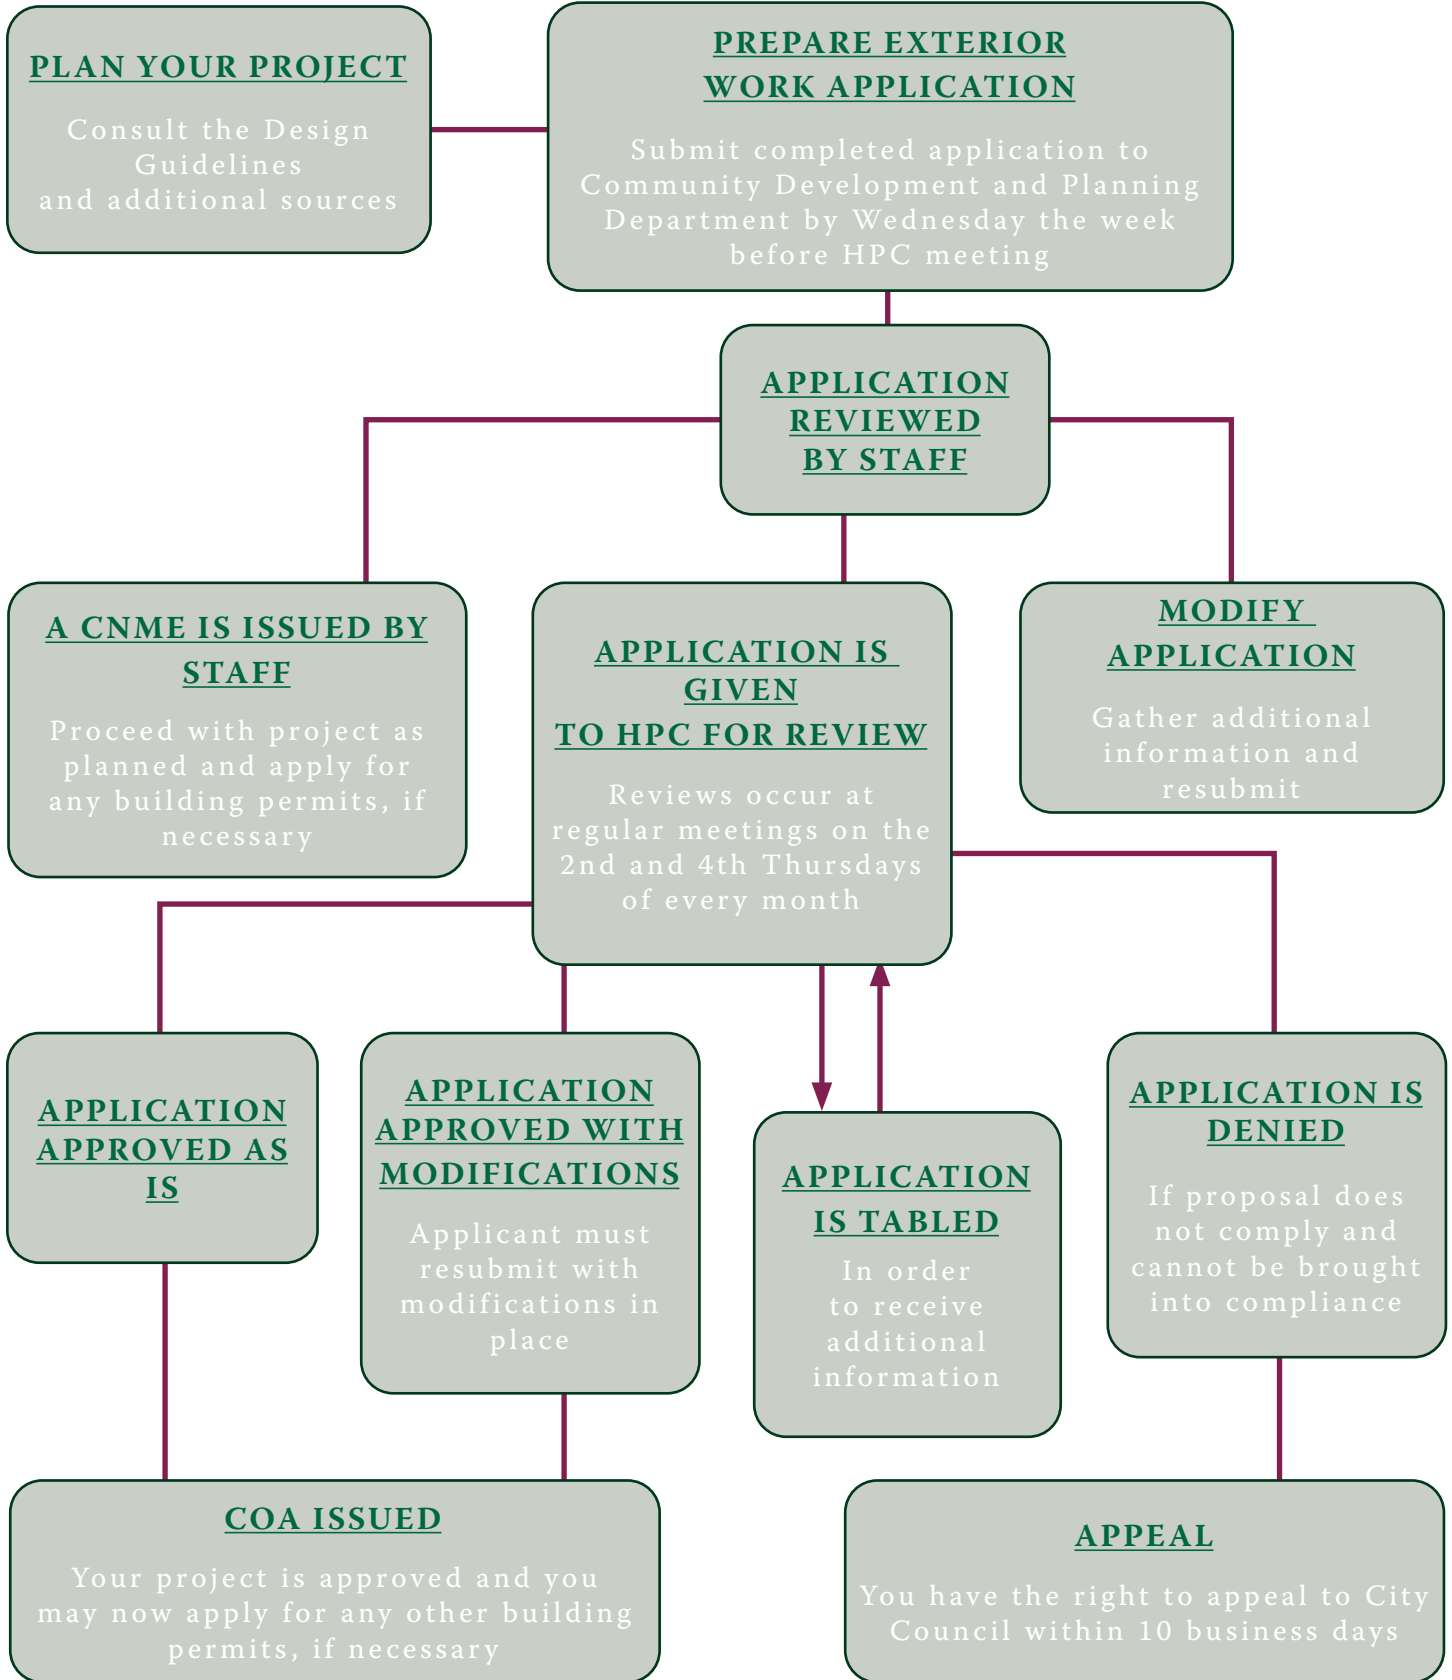 PLAN YOUR PROJECT
Consult the Design
Guidelines
and additional sources
PREPARE EXTERIOR
WORK APPLICATION
Submit completed application to
Community Development and Planning
Department by Wednesday the week
before HPC meeting
APPLICATION
REVIEWED
BY STAFF
A CNME IS ISSUED BY
STAFF
Proceed with project as
planned and apply for
any building permits, if
necessary
APPLICATION IS
GIVEN
TO HPC FOR REVIEW
Reviews occur at
regular meetings on the
2nd and 4th Thursdays
of every month
MODIFY
APPLICATION
Gather additional
information and
resubmit
APPLICATION
APPROVED AS
IS
APPLICATION
APPROVED WITH
MODIFICATIONS
Applicant must
resubmit with
modifications in
place
APPLICATION
IS TABLED
In order
to receive
additional
information
APPLICATION IS
DENIED
If proposal does
not comply and
cannot be brought
into compliance
COA ISSUED
Your project is approved and you
may now apply for any other building
permits, if necessary
APPEAL
You have the right to appeal to City
Council within 10 business days